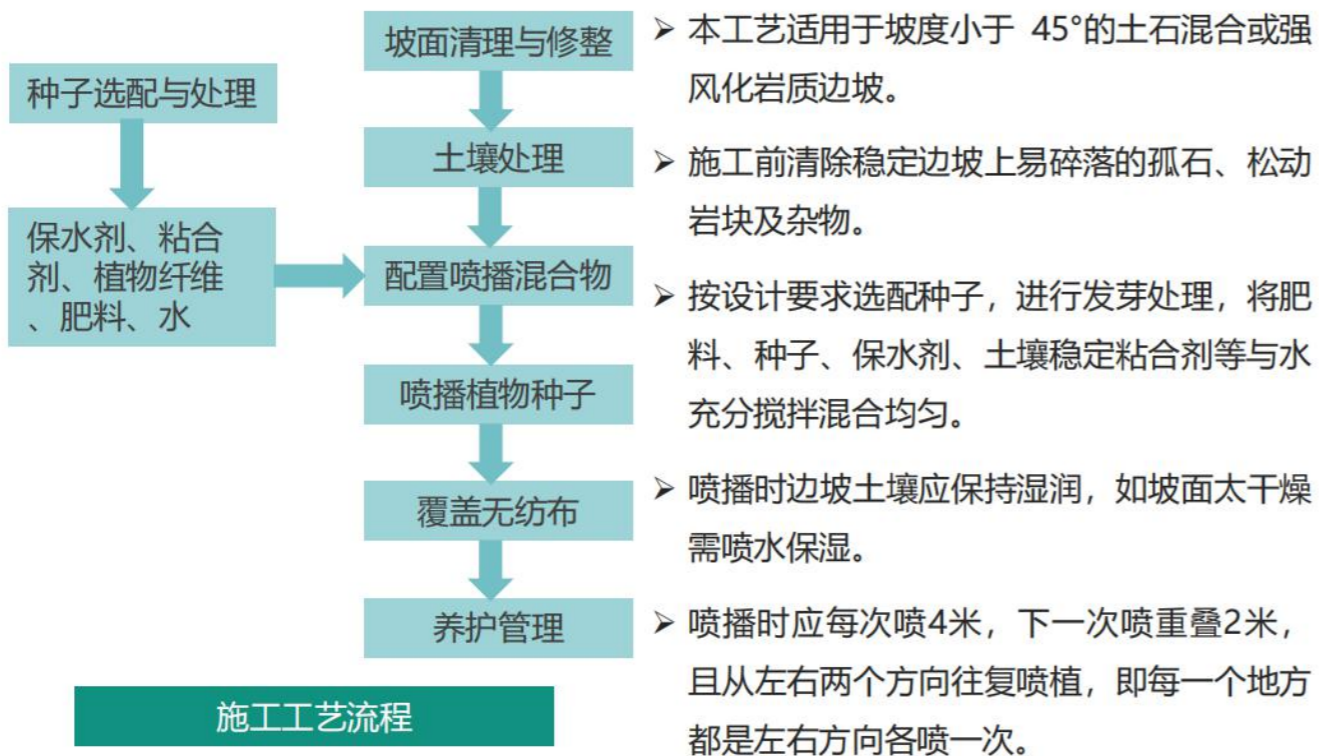 种子选配与处理
保水剂、粘合
剂、植物纤维
、肥料、水
坡面清理与修整
土壤处理
配置喷播混合物
喷播植物种子
覆盖无纺布
养护管理
施工工艺流程
➢ 本工艺适用于坡度小于 45°的土石混合或强
风化岩质边坡。
➢ 施工前清除稳定边坡上易碎落的孤石、松动
岩块及杂物。
➢ 按设计要求选配种子，进行发芽处理，将肥
料、种子、保水剂、土壤稳定粘合剂等与水
充分搅拌混合均匀。
➢ 喷播时边坡土壤应保持湿润，如坡面太干燥
需喷水保湿。
➢ 喷播时应每次喷4米，下一次喷重叠2米，
且从左右两个方向往复喷植，即每一个地方
都是左右方向各喷一次。